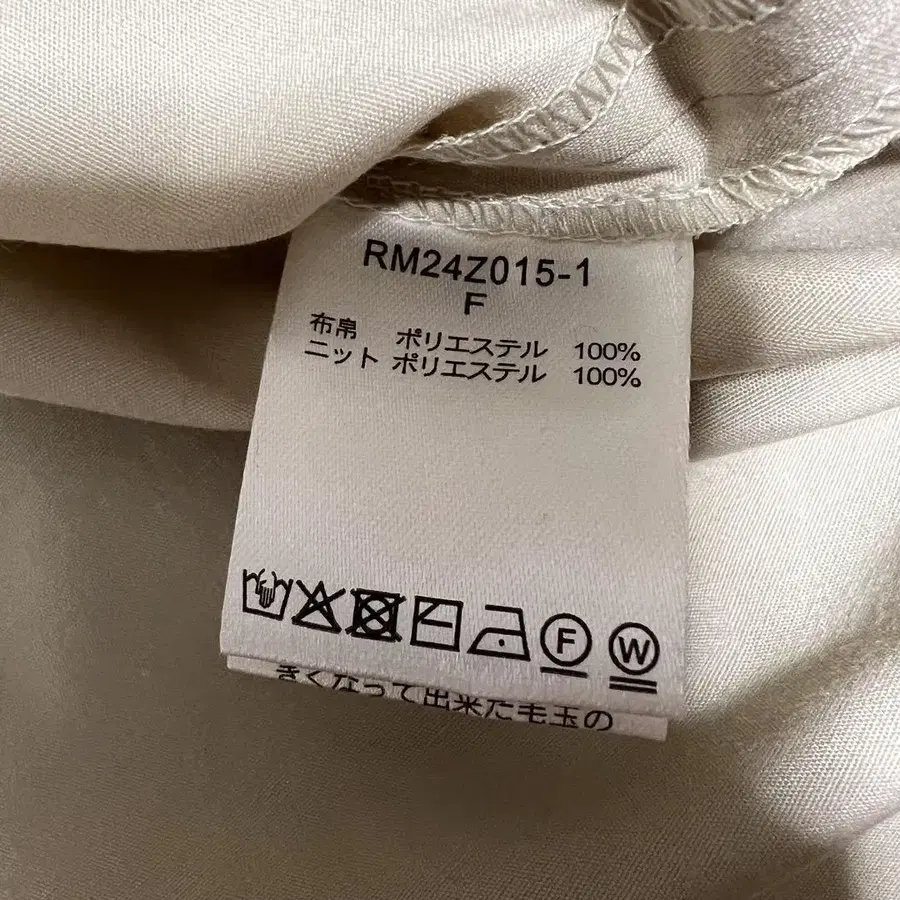 RM24Z015-1
F
布帛 ポリエステル 100%
ニット ポリエステル 100%
F W
きくなって出来た毛玉の